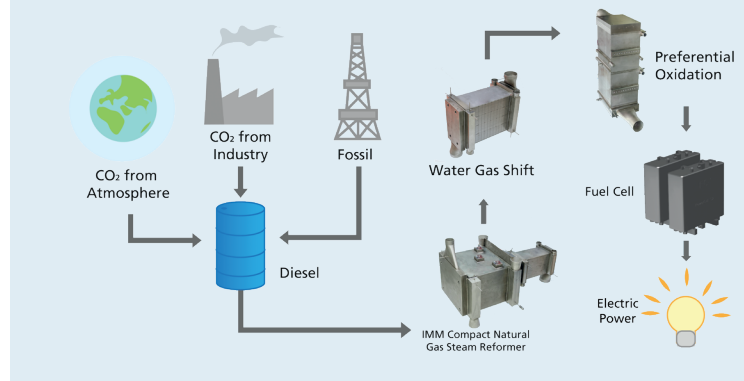 CO₂ from
Atmosphere
CO₂ from
Industry
Fossil
Diesel
IMM Compact Natural
Gas Steam Reformer
Water Gas Shift
Preferential
Oxidation
Fuel Cell
Electric
Power